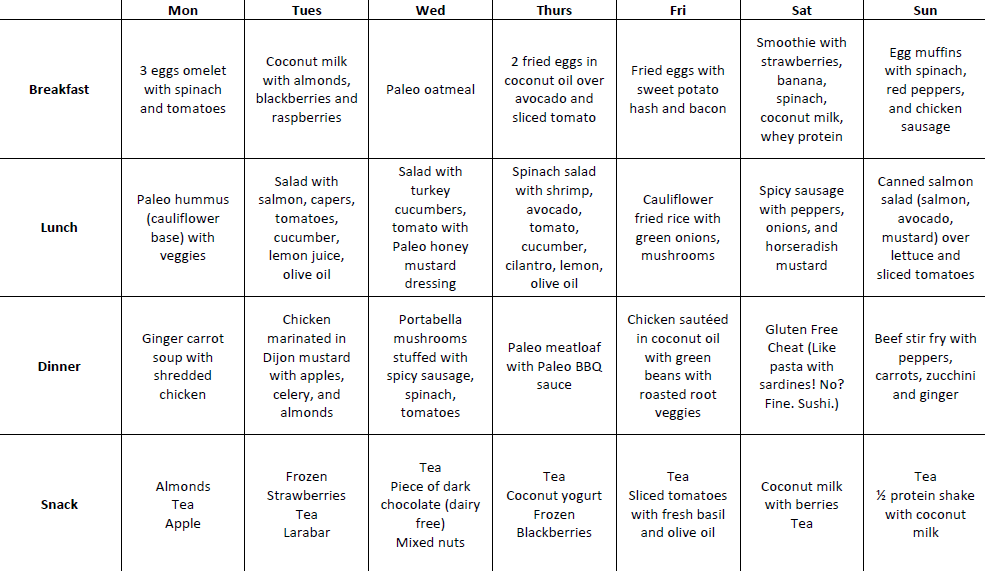 Mon Tues Wed Thurs Fri Sat Sun
Breakfast
3 eggs omelet
with spinach
and tomatoes
Coconut milk
with almonds,
blackberries and
raspberries
Paleo oatmeal
2 fried eggs in
coconut oil over
avocado and
sliced tomato
Fried eggs with
sweet potato
hash and bacon
Smoothie with
strawberries,
banana,
spinach,
coconut milk,
whey protein
Egg muffins
with spinach,
red peppers,
and chicken
sausage
Lunch
Paleo hummus
(cauliflower
base) with
veggies
Salad with
salmon, capers,
tomatoes,
cucumber,
lemon juice,
olive oil
Salad with
turkey
cucumbers,
tomato with
Paleo honey
mustard
dressing
Spinach salad
with shrimp,
avocado,
tomato,
cucumber,
cilantro, lemon,
olive oil
Cauliflower
fried rice with
green onions,
mushrooms
Spicy sausage
with peppers,
onions, and
horseradish
mustard
Canned salmon
salad (salmon,
avocado,
mustard) over
lettuce and
sliced tomatoes
Dinner
Ginger carrot
soup with
shredded
chicken
Chicken
marinated in
Dijon mustard
with apples,
celery, and
almonds
Portabella
mushrooms
stuffed with
spicy sausage,
spinach,
tomatoes
Paleo meatloaf
with Paleo BBQ
sauce
Chicken sautéed
in coconut oil
with green
beans with
roasted root
veggies
Gluten Free
Cheat (Like
pasta with
sardines! No?
Fine. Sushi.)
Beef stir fry with
peppers,
carrots, zucchini
and ginger
Snack
Almonds
Tea
Apple
Frozen
Strawberries
Tea
Larabar
Tea
Piece of dark
chocolate (dairy
free)
Mixed nuts
Tea
Coconut yogurt
Frozen
Blackberries
Tea
Sliced tomatoes
with fresh basil
and olive oil
Coconut milk
with berries
Tea
Tea
½ protein shake
with coconut
milk